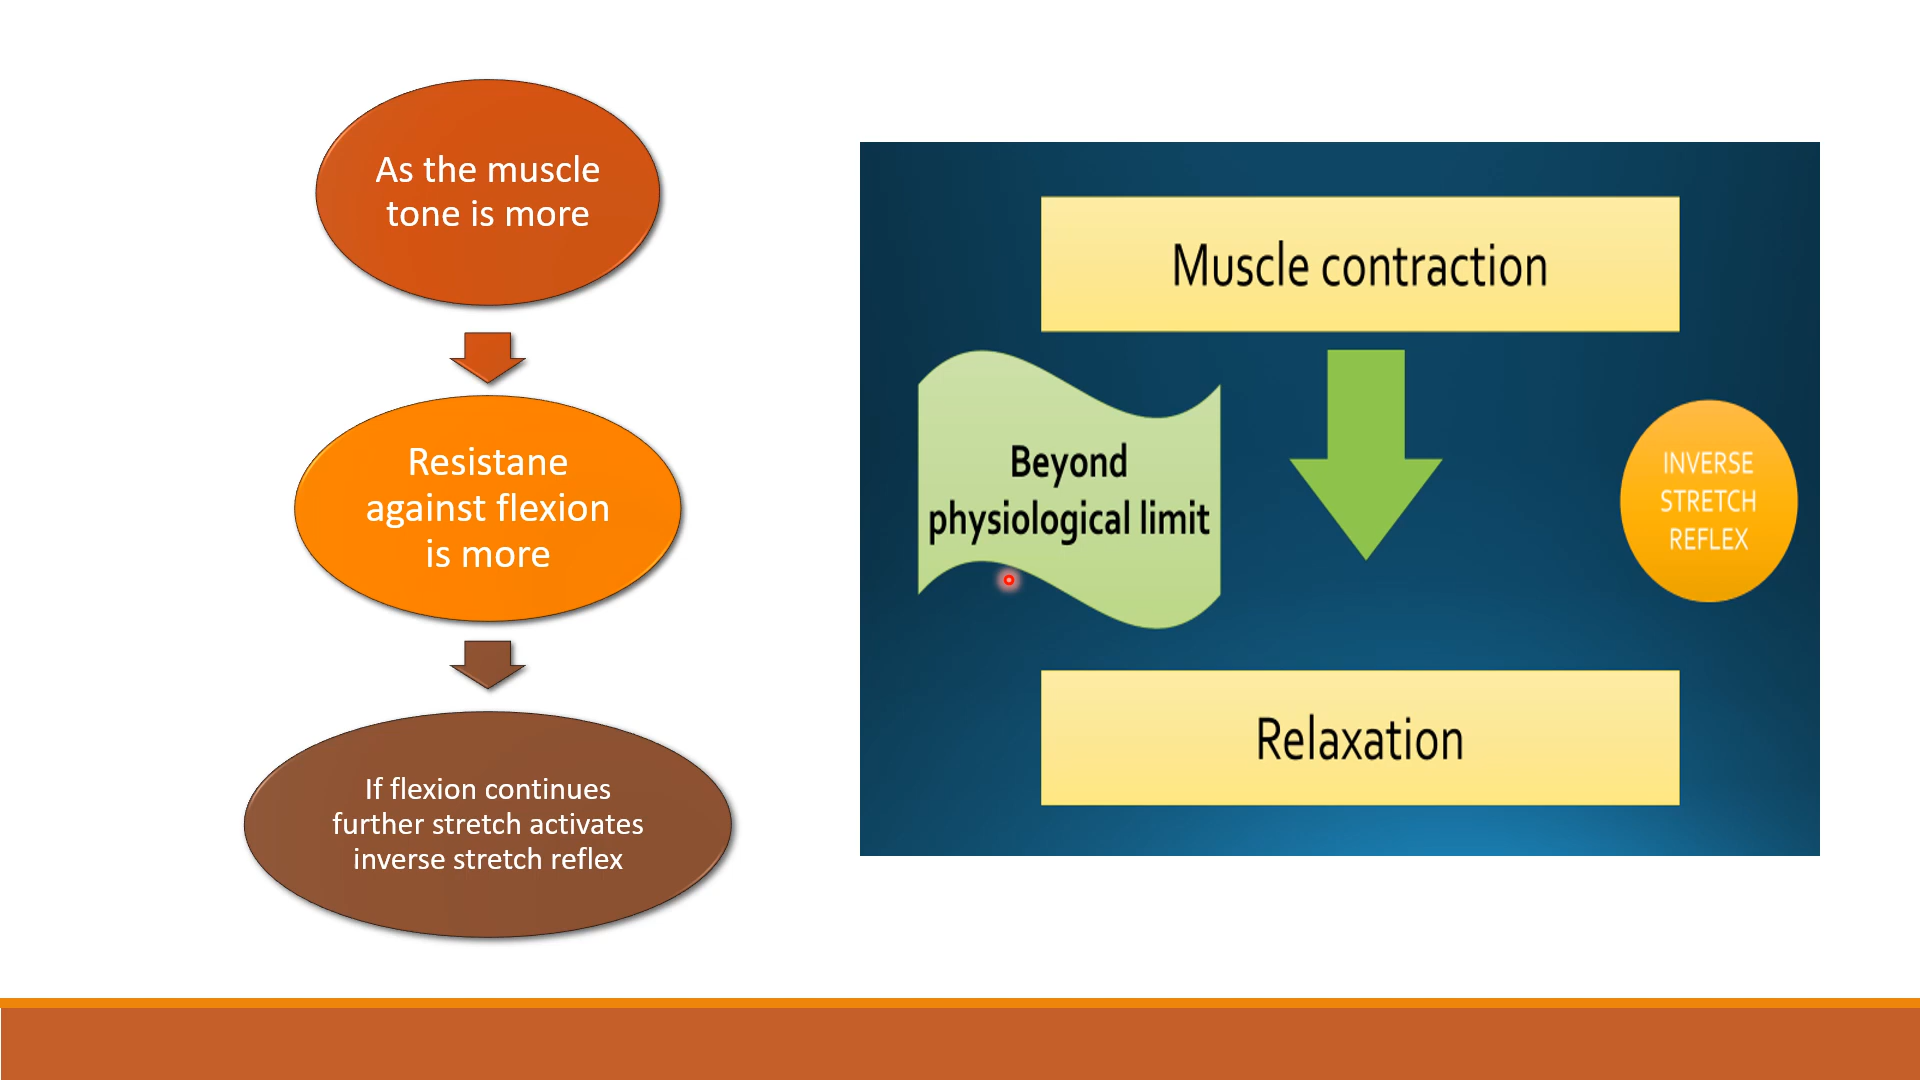 As the muscle
tone is more
Resistane
against flexion
is more
If flexion continues
further stretch activates
inverse stretch reflex
Muscle contraction
Beyond
physiological limit
INVERSE
STRETCH
REFLEX
Relaxation